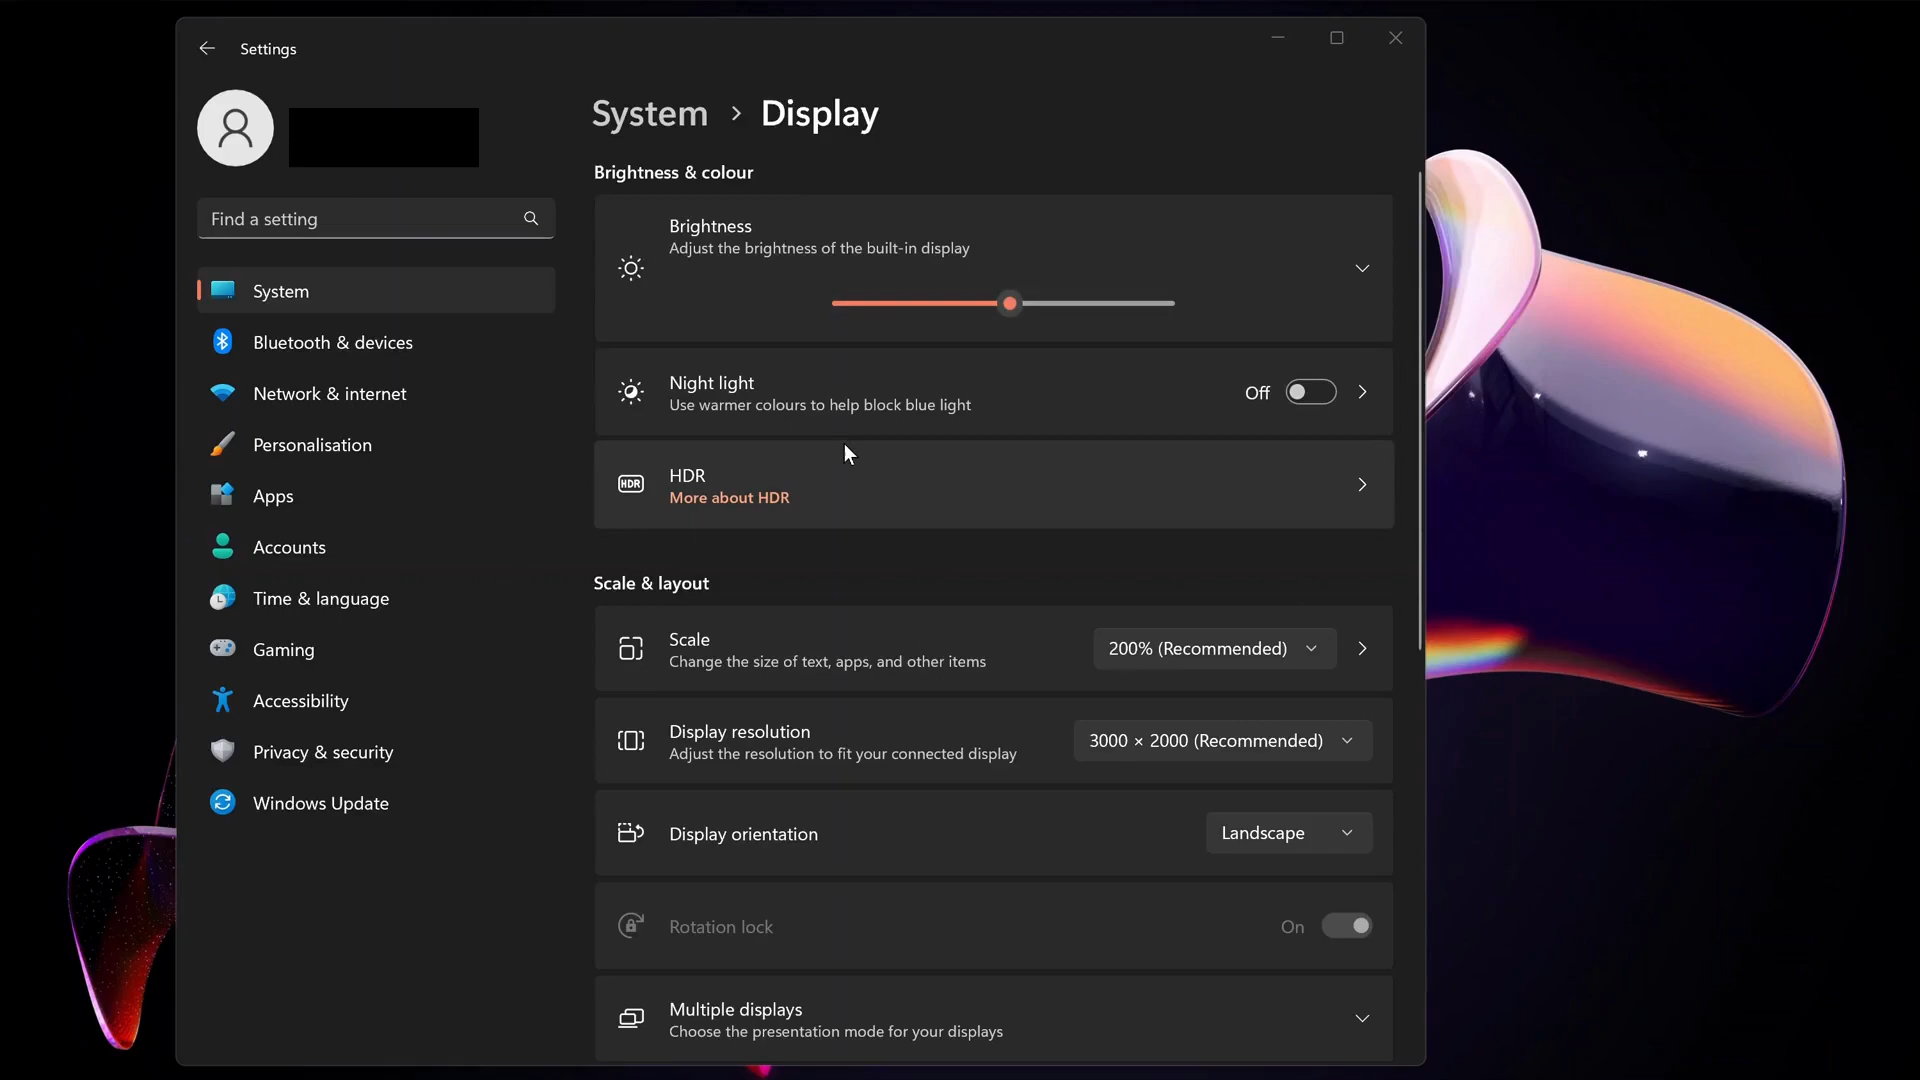 Settings
Find a setting
System
Bluetooth & devices
Network & internet
Personalisation
Apps
Accounts
Time & language
Gaming
Accessibility
Privacy & security
Windows Update
System > Display
Brightness & colour
Brightness
Adjust the brightness of the built-in display
Night light
Use warmer colours to help block blue light
Off
HDR
HDR
More about HDR
Scale & layout
Scale
Change the size of text, apps, and other items
200% (Recommended)
Display resolution
Adjust the resolution to fit your connected display
3000 × 2000 (Recommended)
Display orientation
Landscape
Rotation lock
On
Multiple displays
Choose the presentation mode for your displays